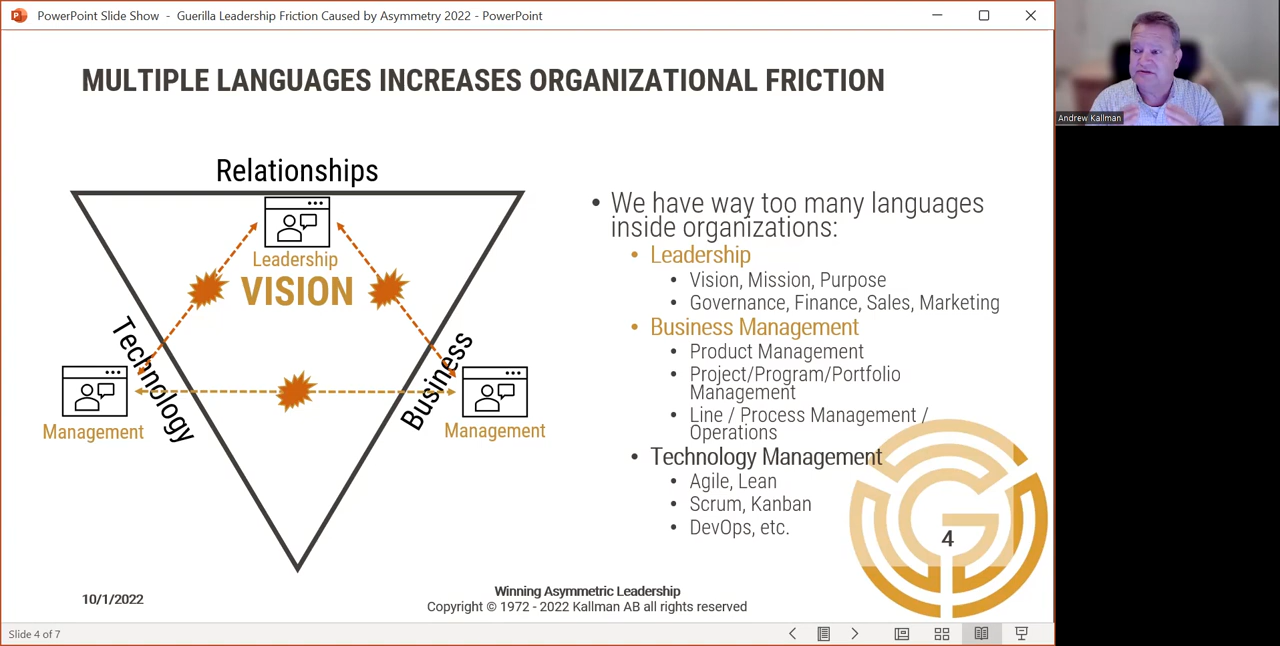 PowerPoint Slide Show - Guerilla Leadership Friction Caused by Asymmetry 2022 - PowerPoint
MULTIPLE LANGUAGES INCREASES ORGANIZATIONAL FRICTION
Andrew Kallman
Relationships
Leadership
VISION
Technology
Business
Management
Management
• We have way too many languages
inside organizations:
• Leadership
• Vision, Mission, Purpose
• Governance, Finance, Sales, Marketing
• Business Management
• Product Management
• Project/Program/Portfolio
Management
• Line / Process Management /
Operations
• Technology Management
• Agile, Lean
• Scrum, Kanban
• DevOps, etc.
G
4
10/1/2022
Winning Asymmetric Leadership
Copyright © 1972 - 2022 Kallman AB all rights reserved
Slide 4 of 7